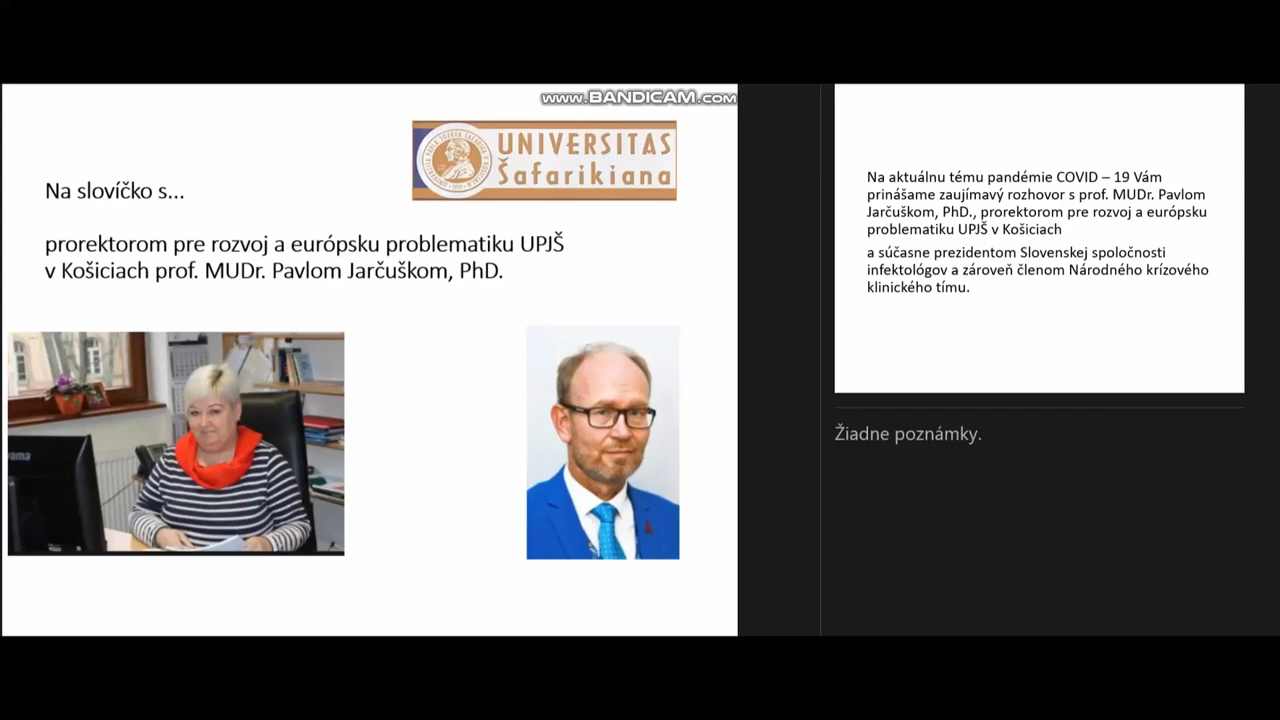 www.BANDICAM.com
UNIVERSITAS
Šafarikiana
Na slovíčko s...
prorektorom pre rozvoj a európsku problematiku UPJŠ
v Košiciach prof. MUDr. Pavlom Jarčuškom, PhD.
Na aktuálnu tému pandémie COVID – 19 Vám
prinášame zaujímavý rozhovor s prof. MUDr. Pavlom
Jarčuškom, PhD., prorektorom pre rozvoj a európsku
problematiku UPJŠ v Košiciach
a súčasne prezidentom Slovenskej spoločnosti
infektológov a zároveň členom Národného krízového
klinického tímu.
Žiadne poznámky.